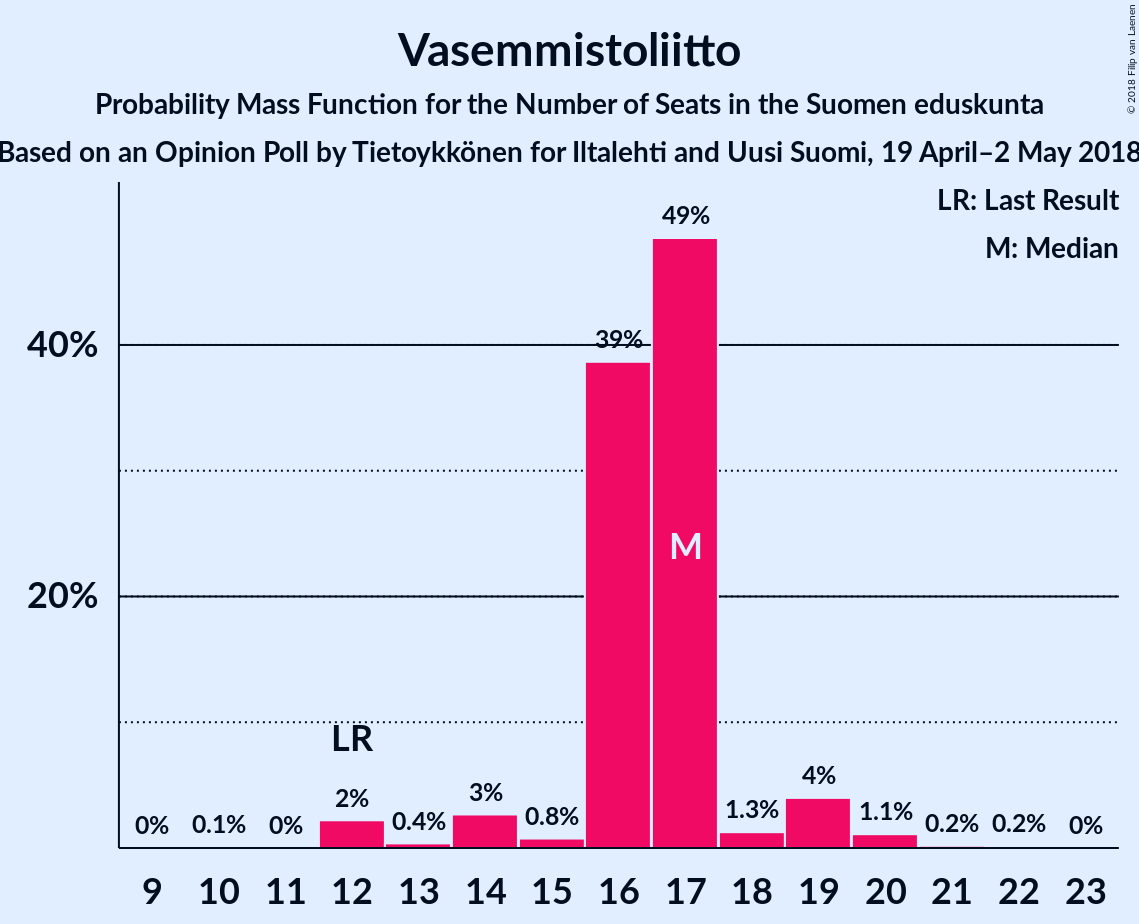 © 2018 Filip van Laenen
Vasemmistoliitto
Probability Mass Function for the Number of Seats in the Suomen eduskunta
Based on an Opinion Poll by Tietoykkönen for Iltalehti and Uusi Suomi, 19 April–2 May 2018
LR: Last Result
M: Median
49%
39%
40%
M
20%
LR
0% 0.1% 0% 2% 0.4% 3% 0.8% 1.3% 4% 1.1% 0.2% 0.2% 0%
9 10 11 12 13 14 15 16 17 18 19 20 21 22 23